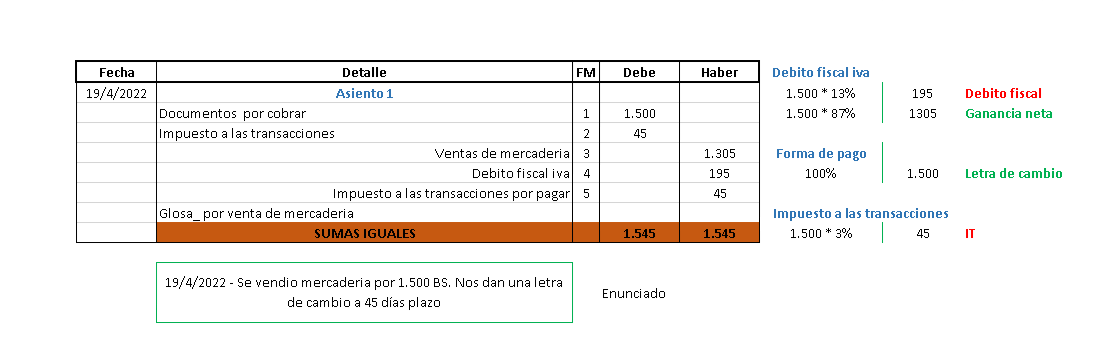 Fecha Detalle FM Debe Haber Debito fiscal iva
19/4/2022 Asiento 1 1.500 * 13% 195 Debito fiscal
Documentos por cobrar 1 1.500 1.500 * 87% 1305 Ganancia neta
Impuesto a las transacciones 2 45
Ventas de mercaderia 3 1.305 Forma de pago
Debito fiscal iva 4 195 100% 1.500 Letra de cambio
Impuesto a las transacciones por pagar 5 45
Glosa_ por venta de mercaderia Impuesto a las transacciones
SUMAS IGUALES 1.545 1.545 1.500 * 3% 45 IT
19/4/2022 - Se vendio mercaderia por 1.500 BS. Nos dan una letra
de cambio a 45 días plazo
Enunciado